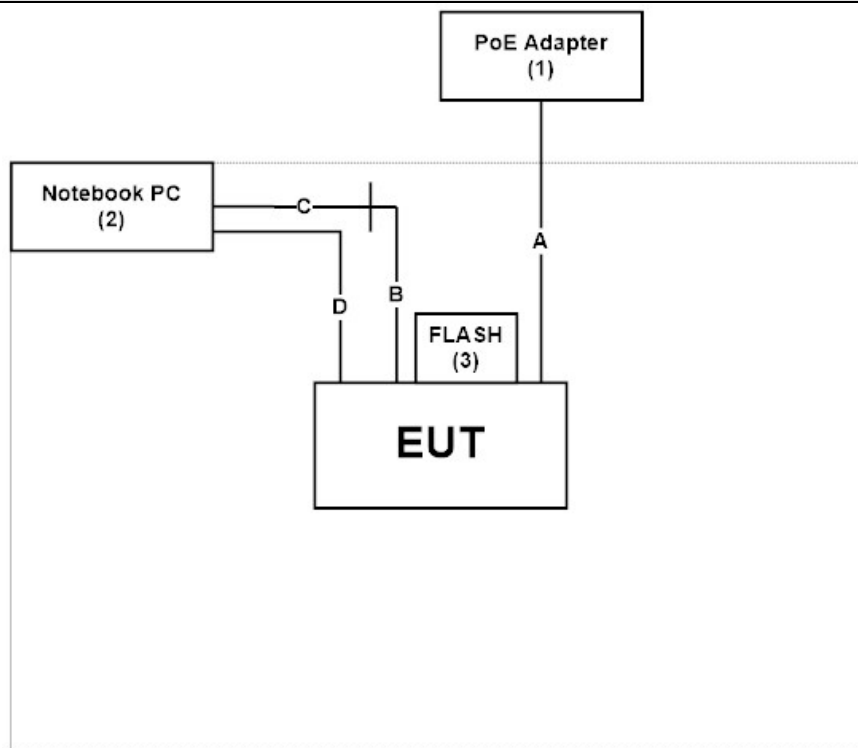 PoE Adapter
(1)
Notebook PC
(2)
C
A
D
B
FLASH
(3)
EUT